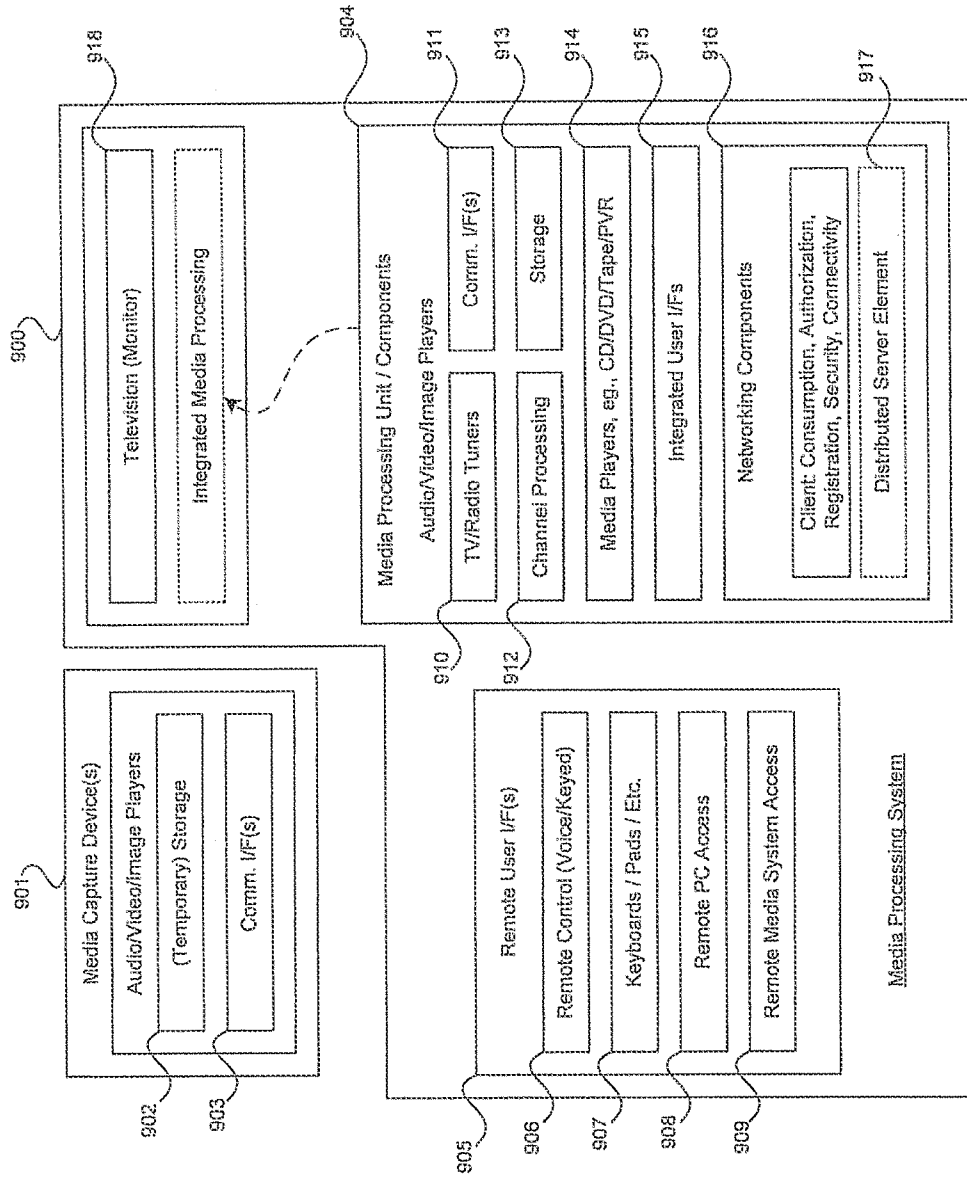 901
Media Capture Device(s)
Audio/Video/Image Players
(Temporary) Storage
Comm. I/F(s)
902
903
900
918
Television (Monitor)
Integrated Media Processing
904
Media Processing Unit / Components
Audio/Video/Image Players
TV/Radio Tuners
Comm. I/F(s)
911
Channel Processing
Storage
913
910
912
Media Players, eg., CD/DVD/Tape/PVR
914
Integrated User I/Fs
915
Networking Components
916
Client: Consumption, Authorization,
Registration, Security, Connectivity
Distributed Server Element
917
Remote User I/F(s)
905
Remote Control (Voice/Keyed)
906
Keyboards / Pads / Etc.
907
Remote PC Access
908
Remote Media System Access
909
Media Processing System